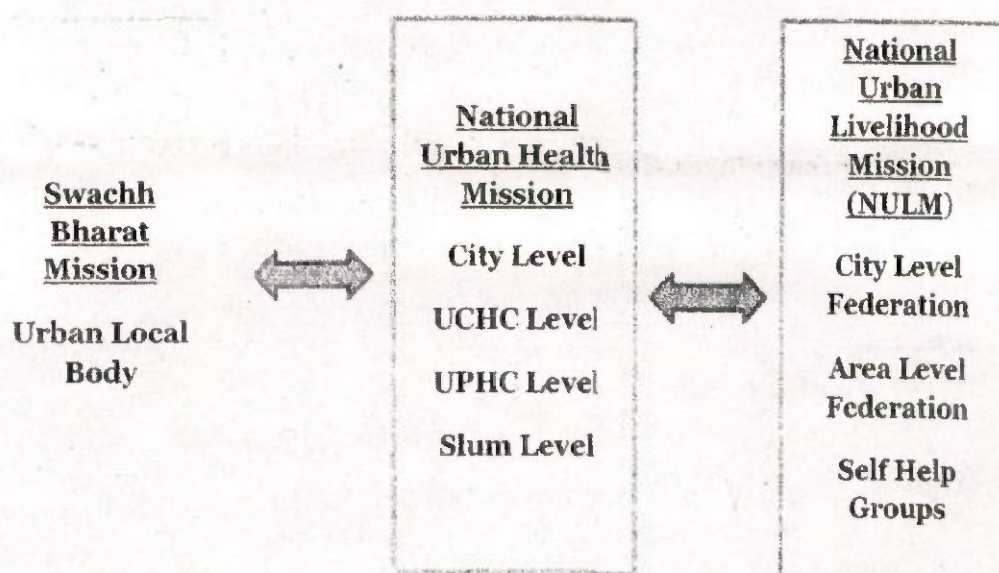 Swachh
Bharat
Mission
Urban Local
Body
National
Urban Health
Mission
City Level
UCHC Level
UPHC Level
Slum Level
National
Urban
Livelihood
Mission
(NULM)
City Level
Federation
Area Level
Federation
Self Help
Groups